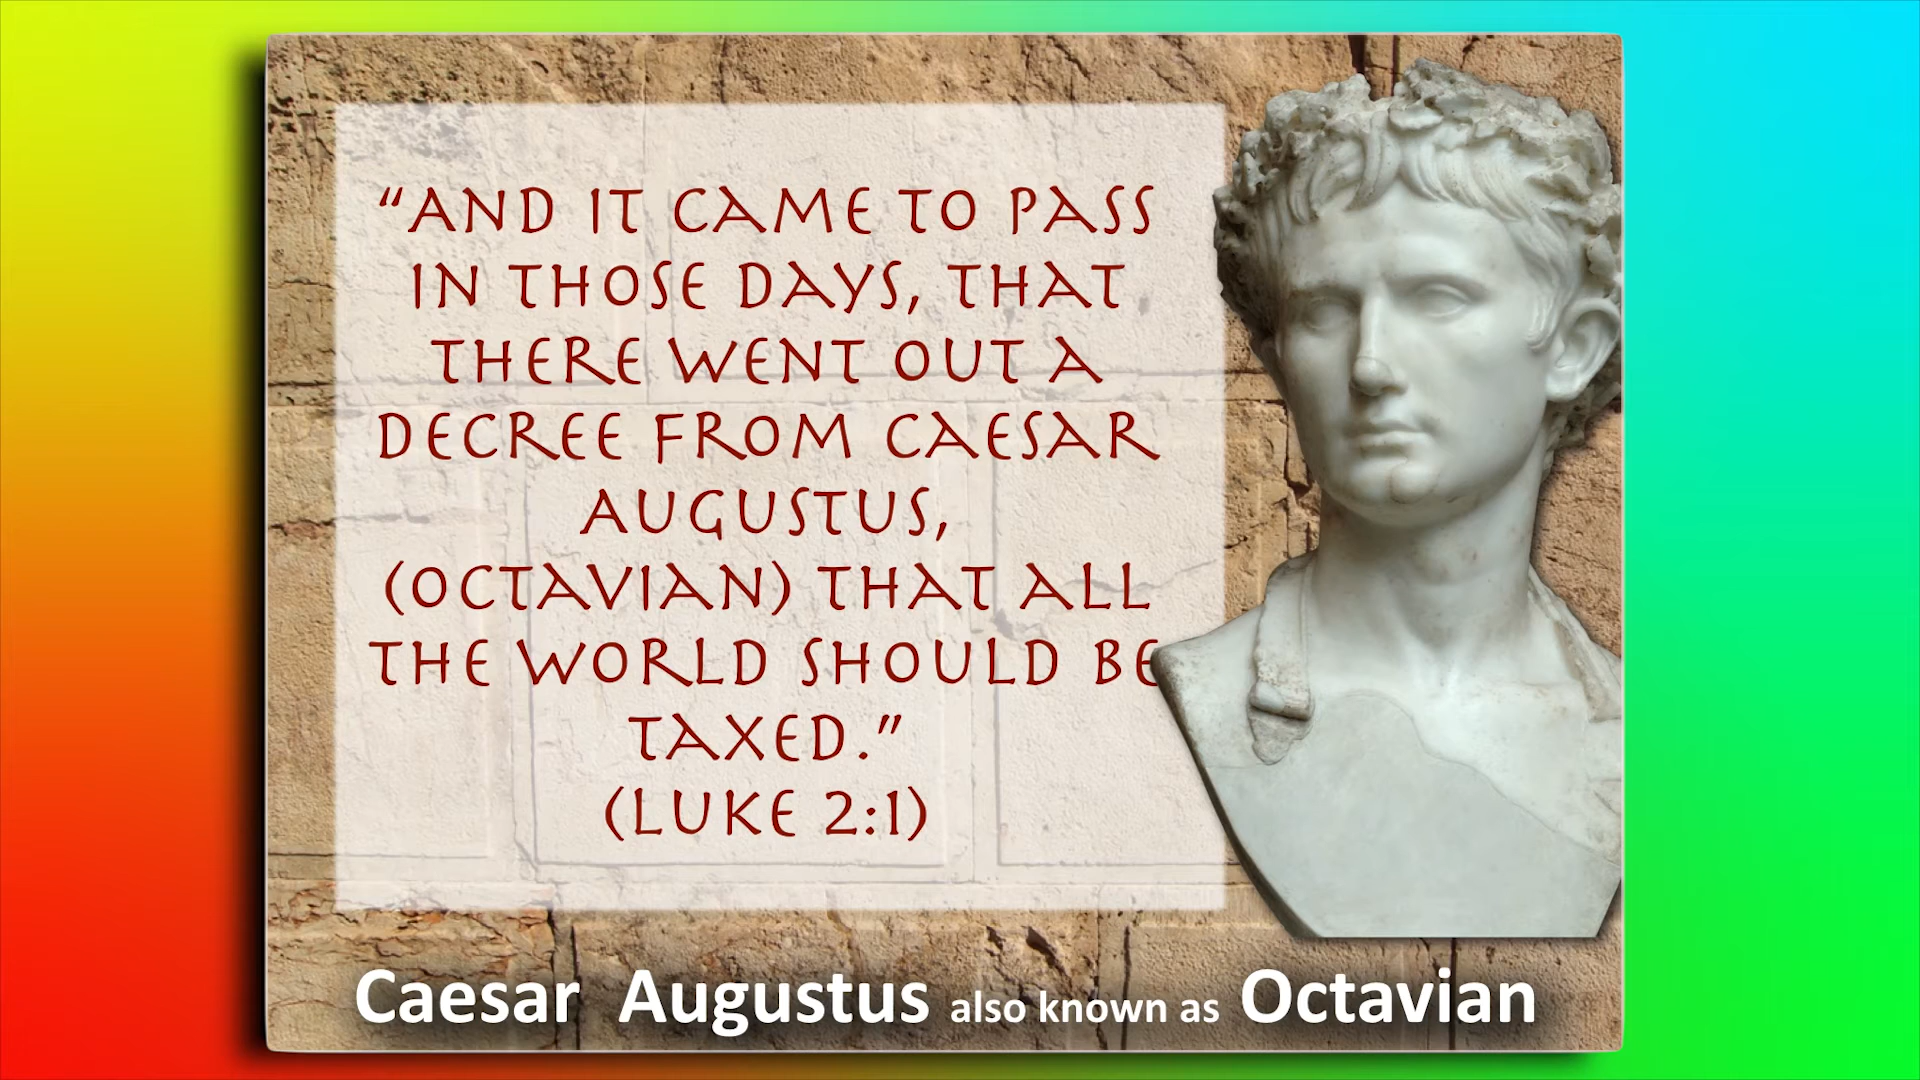 “AND IT CAME TO PASS
IN THOSE DAYS, THAT
THERE WENT OUT A
DECREE FROM CAESAR
AUGUSTUS,
(OCTAVIAN) THAT ALL
THE WORLD SHOULD BE
TAXED.”
(LUKE 2:1)
Caesar Augustus also known as Octavian